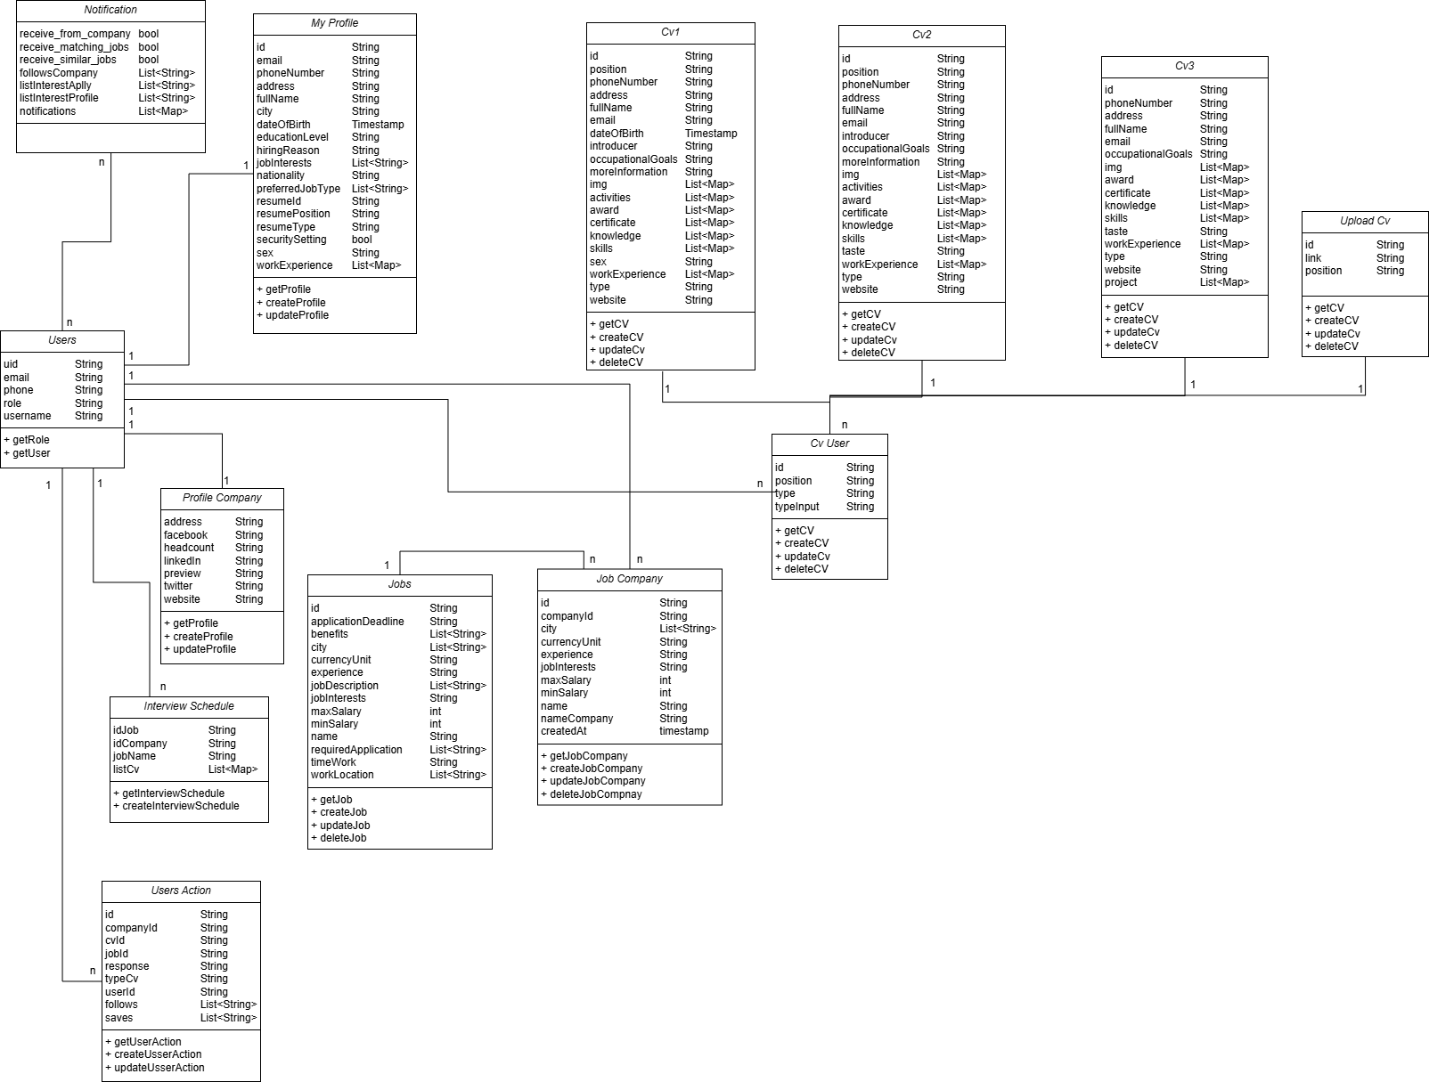 Notification
receive_from_company bool
receive_matching_jobs bool
receive_similar_jobs bool
followsCompany List<String>
listInterestAplly List<String>
listInterestProfile List<String>
notifications List<Map>
n
n
My Profile
id String
email String
phoneNumber String
address String
fullName String
city String
dateOfBirth Timestamp
educationLevel String
hiringReason String
jobInterests List<String>
nationality String
preferredJobType List<String>
resumeId String
resumePosition String
resumeType String
securitySetting bool
sex String
workExperience List<Map>
+ getProfile
+ createProfile
+ updateProfile
1
Cv1
id String
position String
phoneNumber String
address String
fullName String
email String
dateOfBirth Timestamp
introducer String
occupationalGoals String
moreInformation String
img List<Map>
activities List<Map>
award List<Map>
certificate List<Map>
knowledge List<Map>
skills List<Map>
sex String
workExperience List<Map>
type String
website String
+ getCV
+ createCV
+ updateCv
+ deleteCV
1
Cv2
id String
position String
phoneNumber String
address String
fullName String
email String
introducer String
occupationalGoals String
moreInformation String
img List<Map>
activities List<Map>
award List<Map>
certificate List<Map>
knowledge List<Map>
skills List<Map>
taste String
workExperience List<Map>
type String
website String
+ getCV
+ createCV
+ updateCv
+ deleteCV
1
Cv3
id String
phoneNumber String
address String
fullName String
email String
occupationalGoals String
img List<Map>
award List<Map>
certificate List<Map>
knowledge List<Map>
skills List<Map>
taste String
workExperience List<Map>
type String
website String
project List<Map>
+ getCV
+ createCV
+ updateCv
+ deleteCV
1
Upload Cv
id String
link String
position String
+ getCV
+ createCV
+ updateCv
+ deleteCV
1
Users
uid String
email String
phone String
role String
username String
+ getRole
+ getUser
1
1
1
1
1
1
n
Cv User
id String
position String
type String
typeInput String
+ getCV
+ createCV
+ updateCv
+ deleteCV
n
1
Profile Company
address String
facebook String
headcount String
linkedIn String
preview String
twitter String
website String
+ getProfile
+ createProfile
+ updateProfile
1
Jobs
id String
applicationDeadline String
benefits List<String>
city List<String>
currencyUnit String
experience String
jobDescription List<String>
jobInterests String
maxSalary int
minSalary int
name String
requiredApplication List<String>
timeWork String
workLocation List<String>
+ getJob
+ createJob
+ updateJob
+ deleteJob
n
n
Job Company
id String
companyId String
city List<String>
currencyUnit String
experience String
jobInterests String
maxSalary int
minSalary int
name String
nameCompany String
createdAt timestamp
+ getJobCompany
+ createJobCompany
+ updateJobCompany
+ deleteJobCompnay
n
Interview Schedule
idJob String
idCompany String
jobName String
listCv List<Map>
+ getInterviewSchedule
+ createInterviewSchedule
n
Users Action
id String
companyId String
cvId String
jobId String
response String
typeCv String
userId String
follows List<String>
saves List<String>
+ getUserAction
+ createUsserAction
+ updateUsserAction